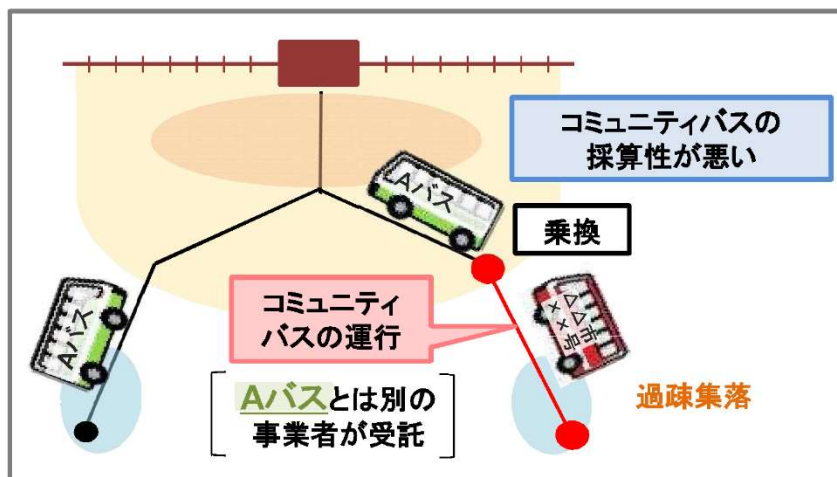 コミュニティバスの
採算性が悪い
Aバス
乗換
コミュニティ
バスの運行
△△市
××号
Aバス
Aバスとは別の
事業者が受託
過疎集落